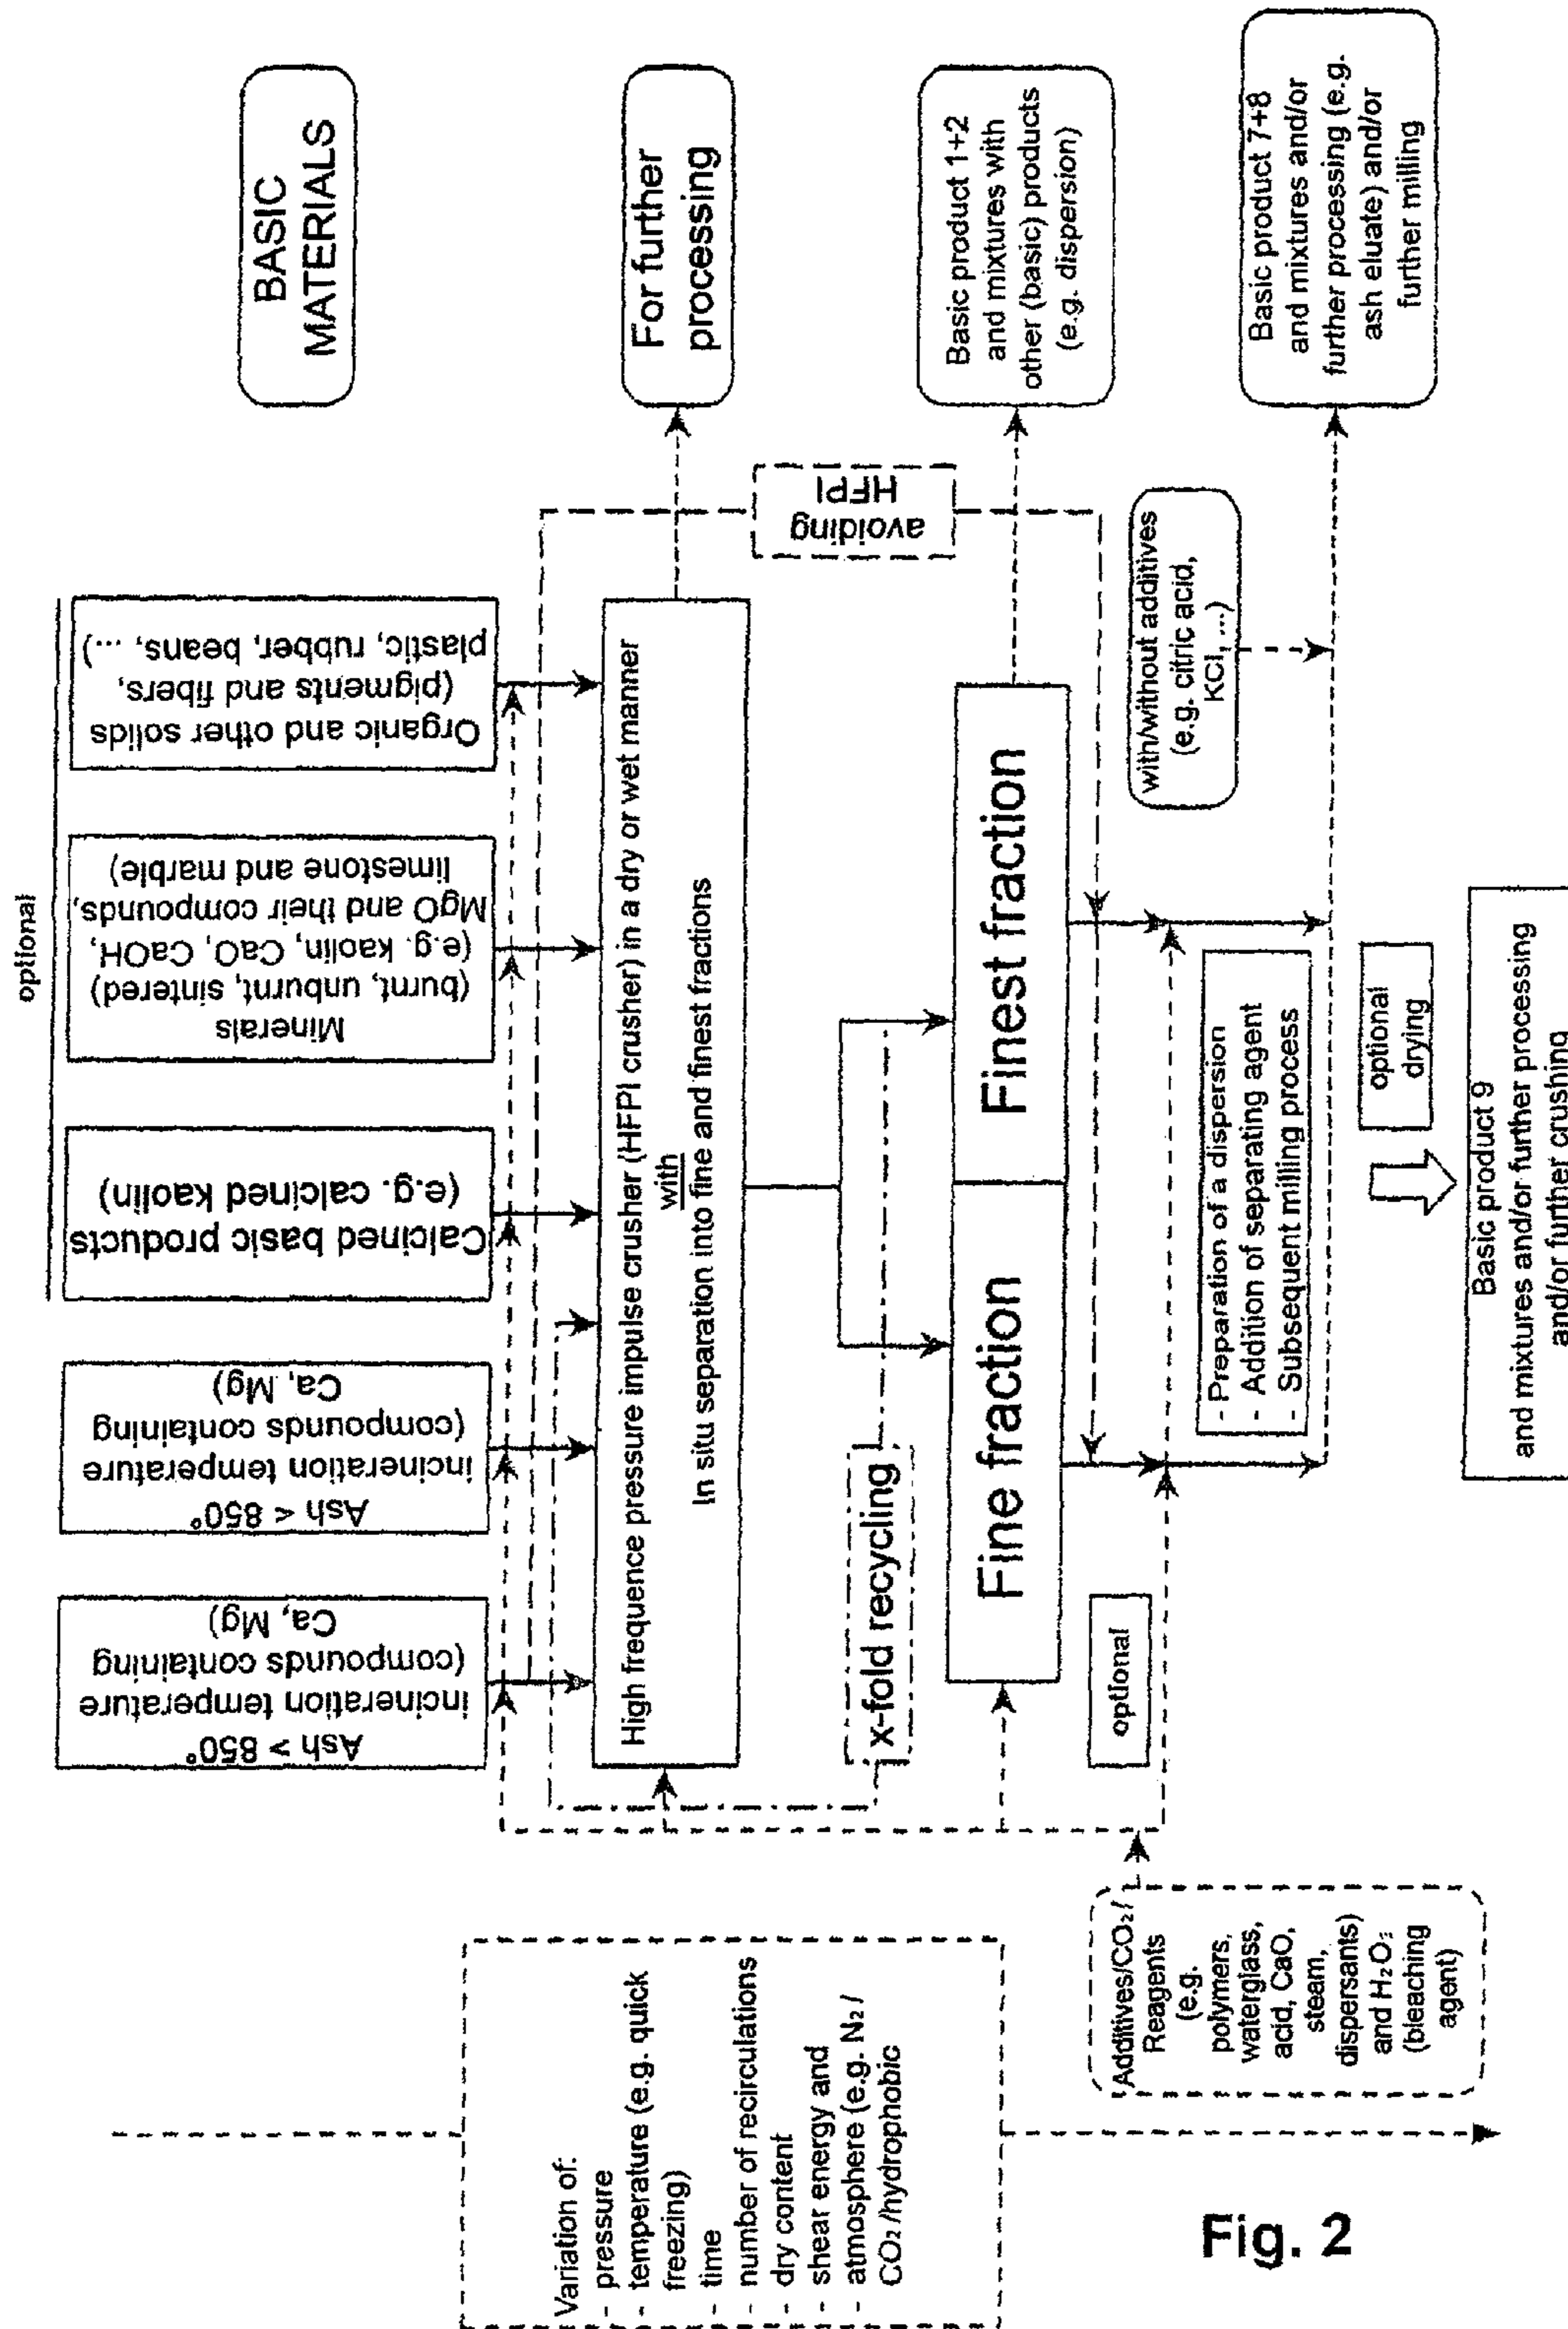 optional
Ash > 850°
incineration temperature
(compounds containing
Ca, Mg)
Ash < 850°
incineration temperature
(compounds containing
Ca, Mg)
Calcined basic products
(e.g. calcined kaolin)
Minerals
(burnt, unburnt, sintered)
(e.g. kaolin, CaO, CaOH,
MgO and their compounds,
limestone and marble)
Organic and other solids
(pigments and fibers,
plastic, rubber, beans, ...)
BASIC
MATERIALS
Variation of:
- pressure
- temperature (e.g. quick
freezing)
- time
- number of recirculations
- dry content
- shear energy and
- atmosphere (e.g. N₂ /
CO₂ /hydrophobic
High frequence pressure impulse crusher (HFPI crusher) in a dry or wet manner
with
In situ separation into fine and finest fractions
For further
processing
avoiding
HFPI
x-fold recycling
Fine fraction
Finest fraction
Basic product 1+2
and mixtures with
other (basic) products
(e.g. dispersion)
optional
Additives/CO₂/
Reagents
(e.g.
polymers,
waterglass,
acid, CaO,
steam,
dispersants)
and H₂O₂
(bleaching
agent)
with/without additives
(e.g. citric acid,
KCl, ...)
- Preparation of a dispersion
- Addition of separating agent
- Subsequent milling process
Basic product 7+8
and mixtures and/or
further processing (e.g.
ash eluate) and/or
further milling
optional
drying
Basic product 9
and mixtures and/or further processing
and/or further crushing
Fig. 2